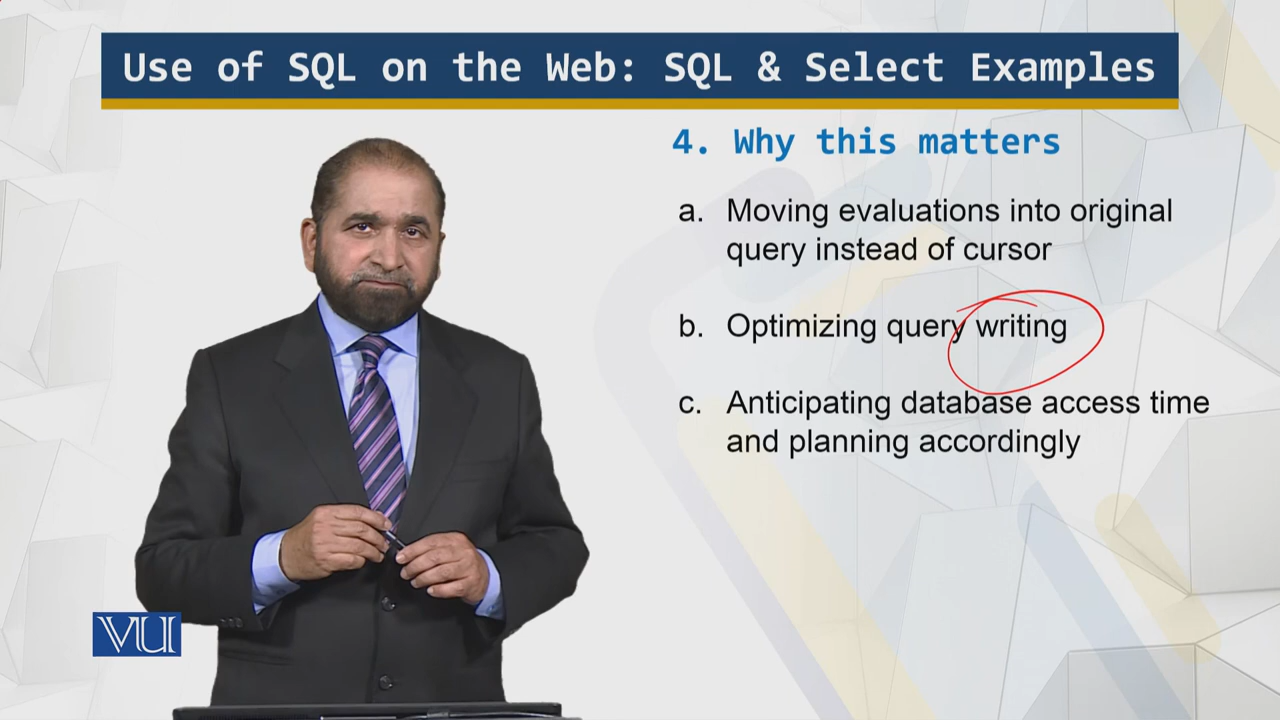 Use of SQL on the Web: SQL & Select Examples
4. Why this matters
a. Moving evaluations into original
query instead of cursor
b. Optimizing query writing
c. Anticipating database access time
and planning accordingly
VU